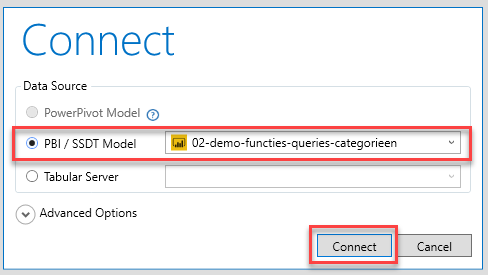 Connect
Data Source
PowerPivot Model ?
PBI / SSDT Model 02-demo-functies-queries-categorieen
Tabular Server
Advanced Options
Connect Cancel